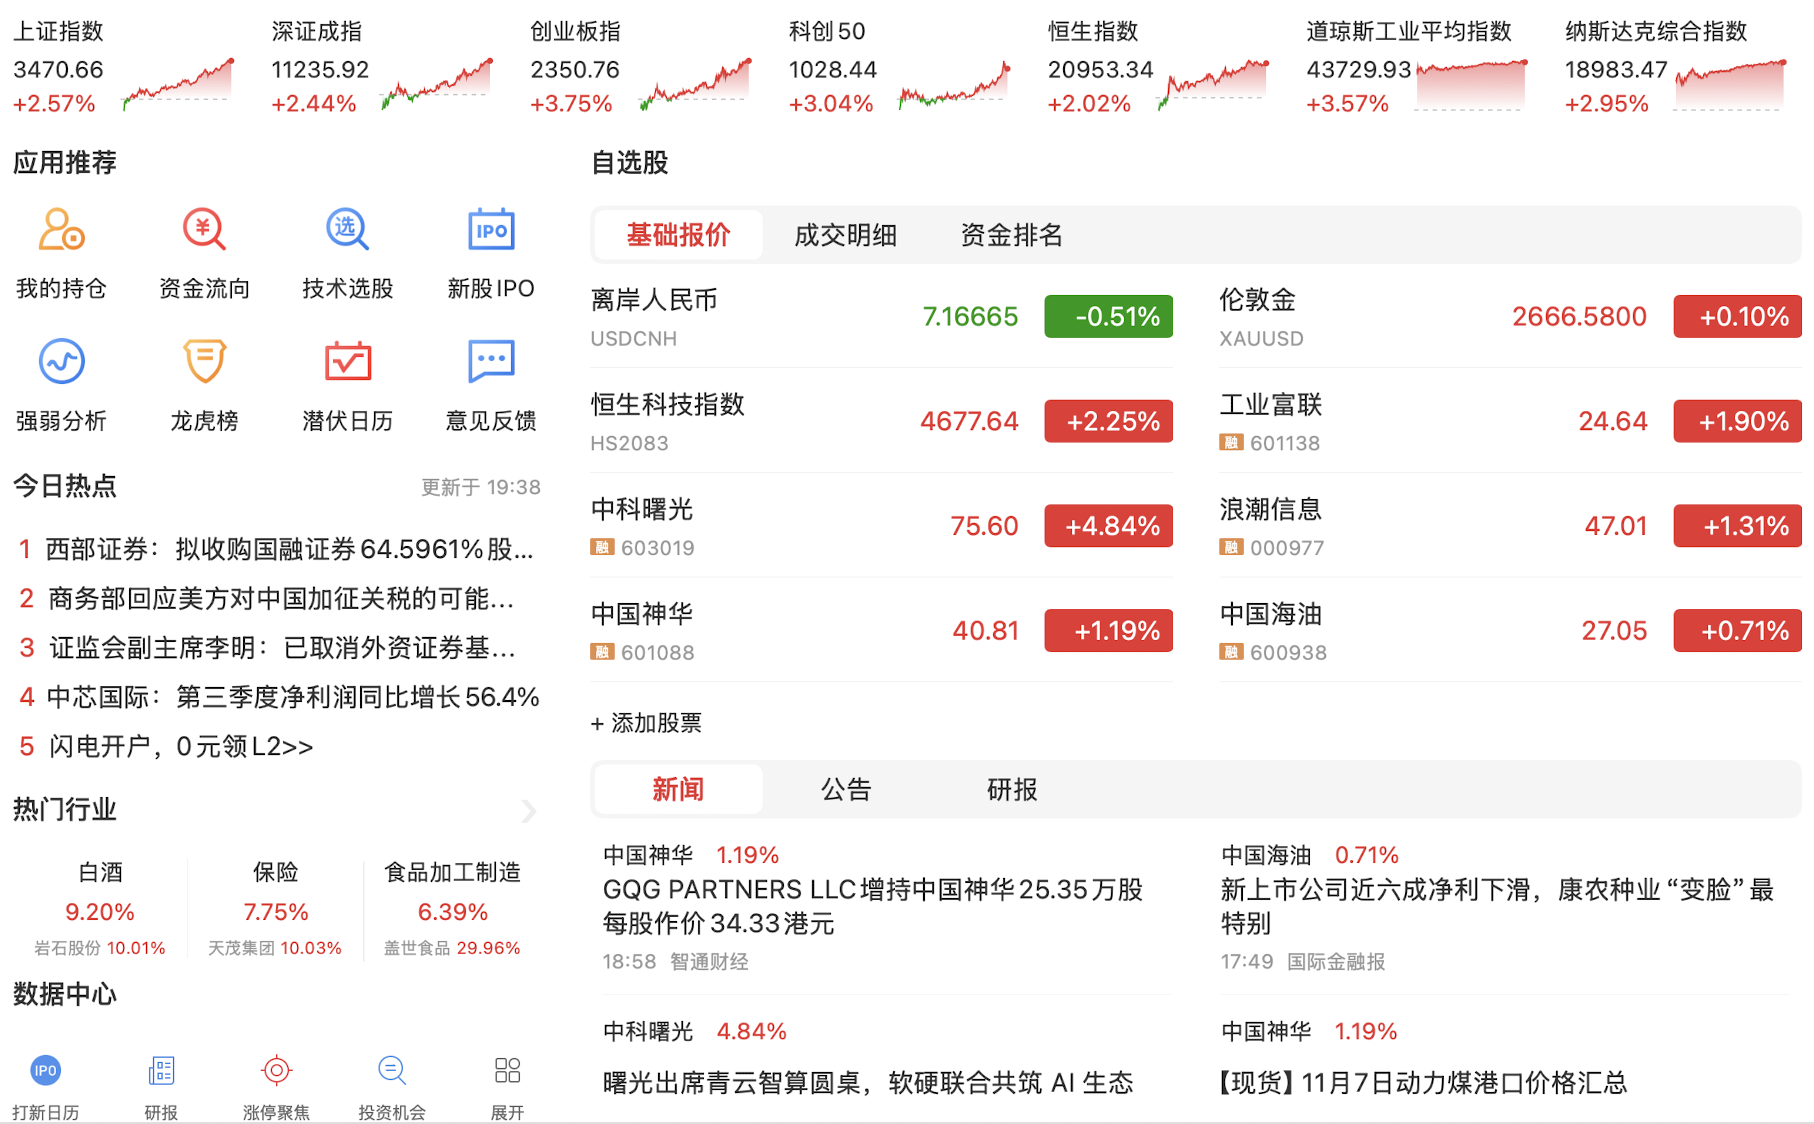 上证指数
3470.66
+2.57%
深证成指
11235.92
+2.44%
创业板指
2350.76
+3.75%
科创50
1028.44
+3.04%
恒生指数
20953.34
+2.02%
道琼斯工业平均指数
43729.93
+3.57%
纳斯达克综合指数
18983.47
+2.95%
应用推荐
我的持仓
¥
资金流向
选
技术选股
IPO
新股IPO
强弱分析
龙虎榜
潜伏日历
意见反馈
今日热点
更新于 19:38
1 西部证券：拟收购国融证券64.5961%股...
2 商务部回应美方对中国加征关税的可能...
3 证监会副主席李明：已取消外资证券基...
4 中芯国际：第三季度净利润同比增长56.4%
5 闪电开户，0元领L2>>
热门行业
白酒
9.20%
岩石股份 10.01%
保险
7.75%
天茂集团 10.03%
食品加工制造
6.39%
盖世食品 29.96%
数据中心
IPO
打新日历
研报
涨停聚焦
投资机会
展开
自选股
基础报价 成交明细 资金排名
离岸人民币
USDCNH
7.16665
-0.51%
伦敦金
XAUUSD
2666.5800
+0.10%
恒生科技指数
HS2083
4677.64
+2.25%
工业富联
融 601138
24.64
+1.90%
中科曙光
融 603019
75.60
+4.84%
浪潮信息
融 000977
47.01
+1.31%
中国神华
融 601088
40.81
+1.19%
中国海油
融 600938
27.05
+0.71%
+ 添加股票
新闻 公告 研报
中国神华 1.19%
GQG PARTNERS LLC增持中国神华25.35万股
每股作价34.33港元
18:58 智通财经
中国海油 0.71%
新上市公司近六成净利下滑，康农种业“变脸”最
特别
17:49 国际金融报
中科曙光 4.84%
曙光出席青云智算圆桌，软硬联合共筑 AI 生态
中国神华 1.19%
【现货】11月7日动力煤港口价格汇总